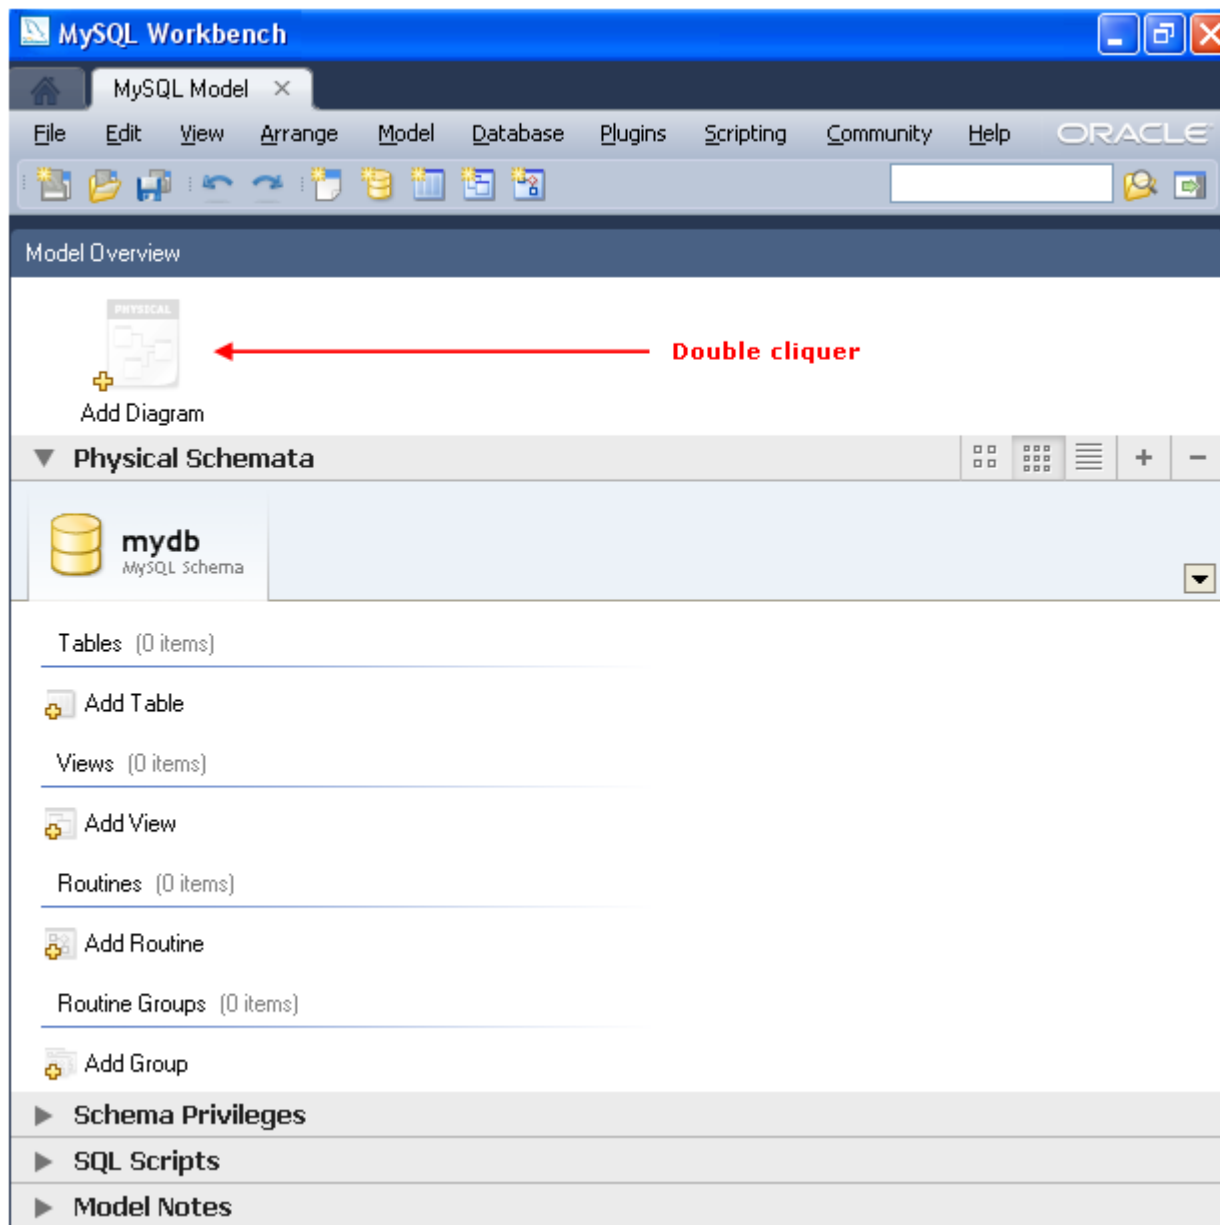 MySQL Workbench
MySQL Model
File Edit View Arrange Model Database Plugins Scripting Community Help ORACLE
Model Overview
PHYSICAL
Double cliquer
Add Diagram
Physical Schemata
mydb
MySQL Schema
Tables (0 items)
Add Table
Views (0 items)
Add View
Routines (0 items)
Add Routine
Routine Groups (0 items)
Add Group
Schema Privileges
SQL Scripts
Model Notes